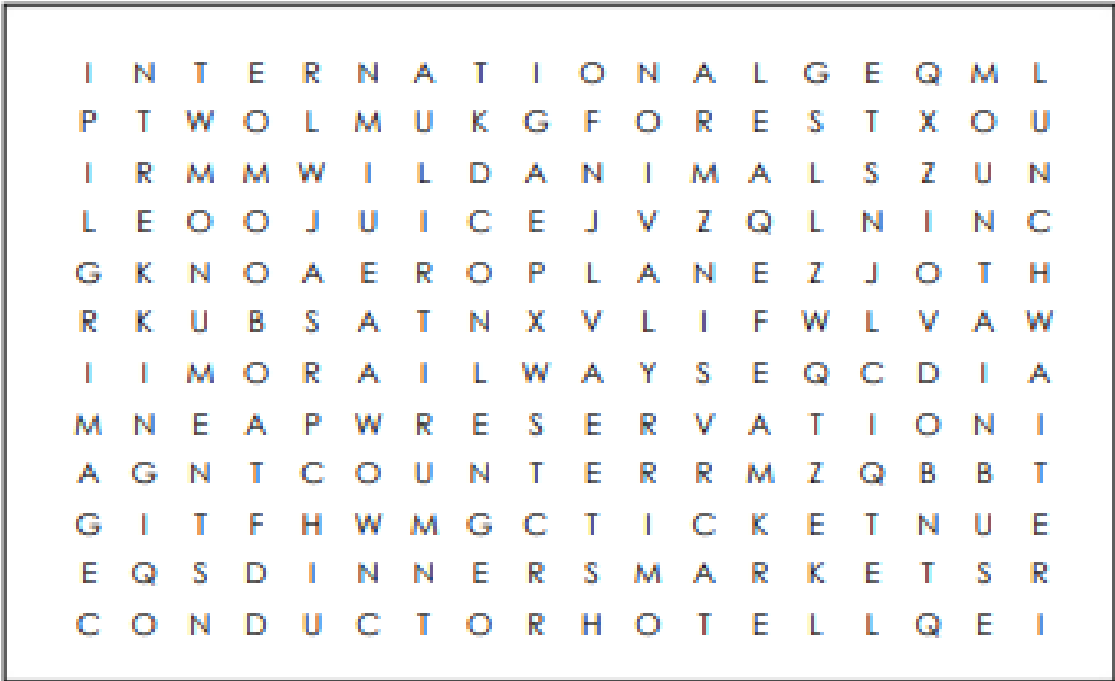 I N T E R N A T I O N A L G E Q M L
P T W O L M U K G F O R E S T X O U
I R M M W I L D A N I M A L S Z U N
L E O O J U I C E J V Z Q L N I N C
G K N O A E R O P L A N E Z J O T H
R K U B S A T N X V L I F W L V A W
I I M O R A I L W A Y S E Q C D I A
M N E A P W R E S E R V A T I O N I
A G N T C O U N T E R R M Z Q B B T
G I T F H W M G C T I C K E T N U E
E Q S D I N N E R S M A R K E T S R
C O N D U C T O R H O T E L L Q E I